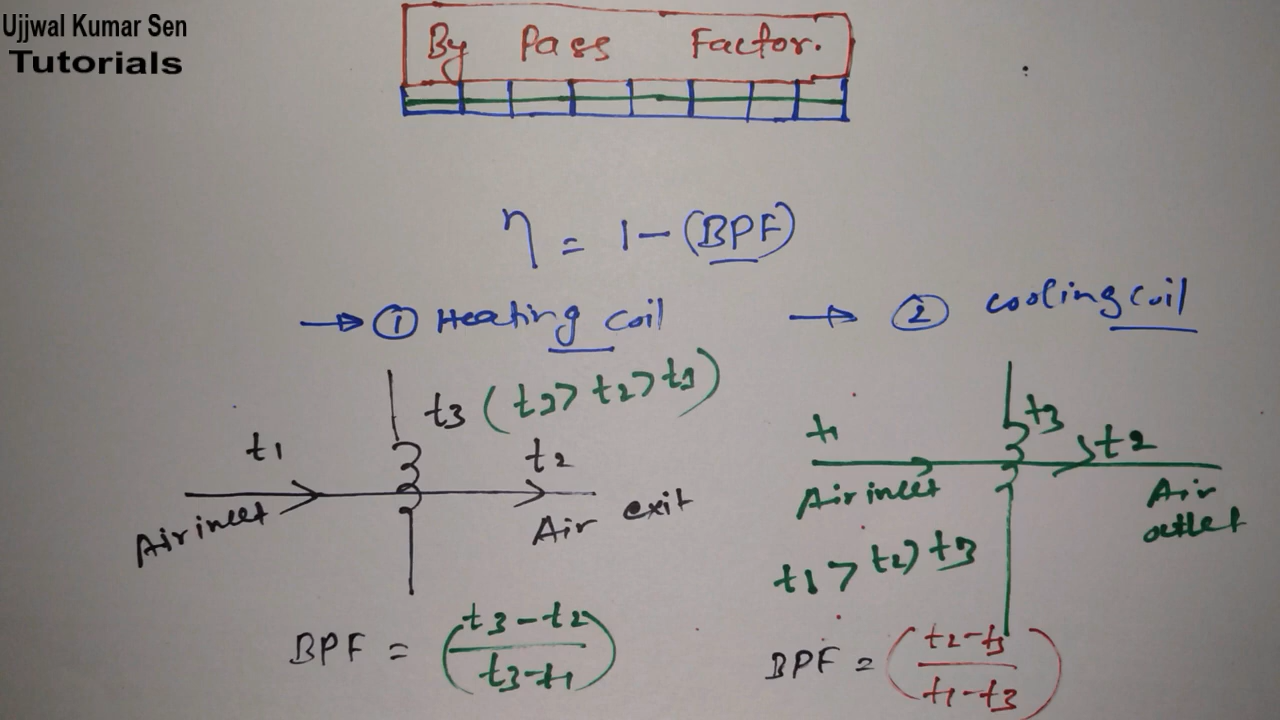 Ujjwal Kumar Sen
Tutorials
By Pass Factor.
η = 1 - (BPF)
→ ① Heating coil
→ ② cooling coil
t3 (t3 > t2 > t1)
t1
t2
Air inlet
Air exit
BPF = (t3-t2 / t3-t1)
t1
t3
t2
Air inlet
Air outlet
t1 > t2 > t3
BPF = (t2-t3 / t1-t3)